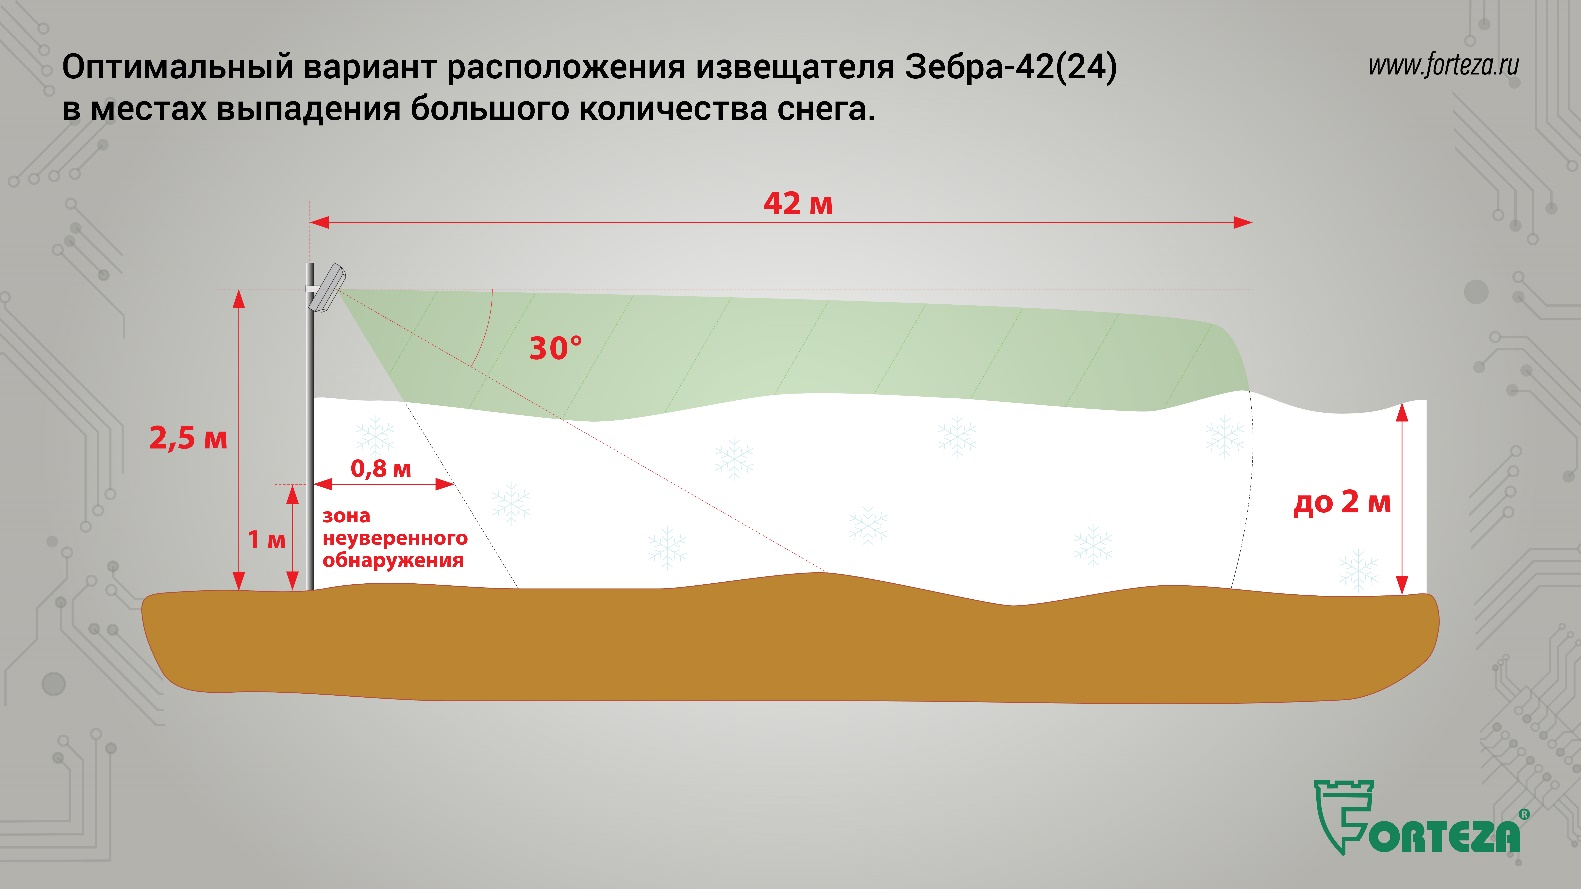 Оптимальный вариант расположения извещателя Зебра-42(24)
в местах выпадения большого количества снега.
www.forteza.ru
42 м
30°
2,5 м
0,8 м
1 м
зона
неуверенного
обнаружения
до 2 м
FORTEZA®